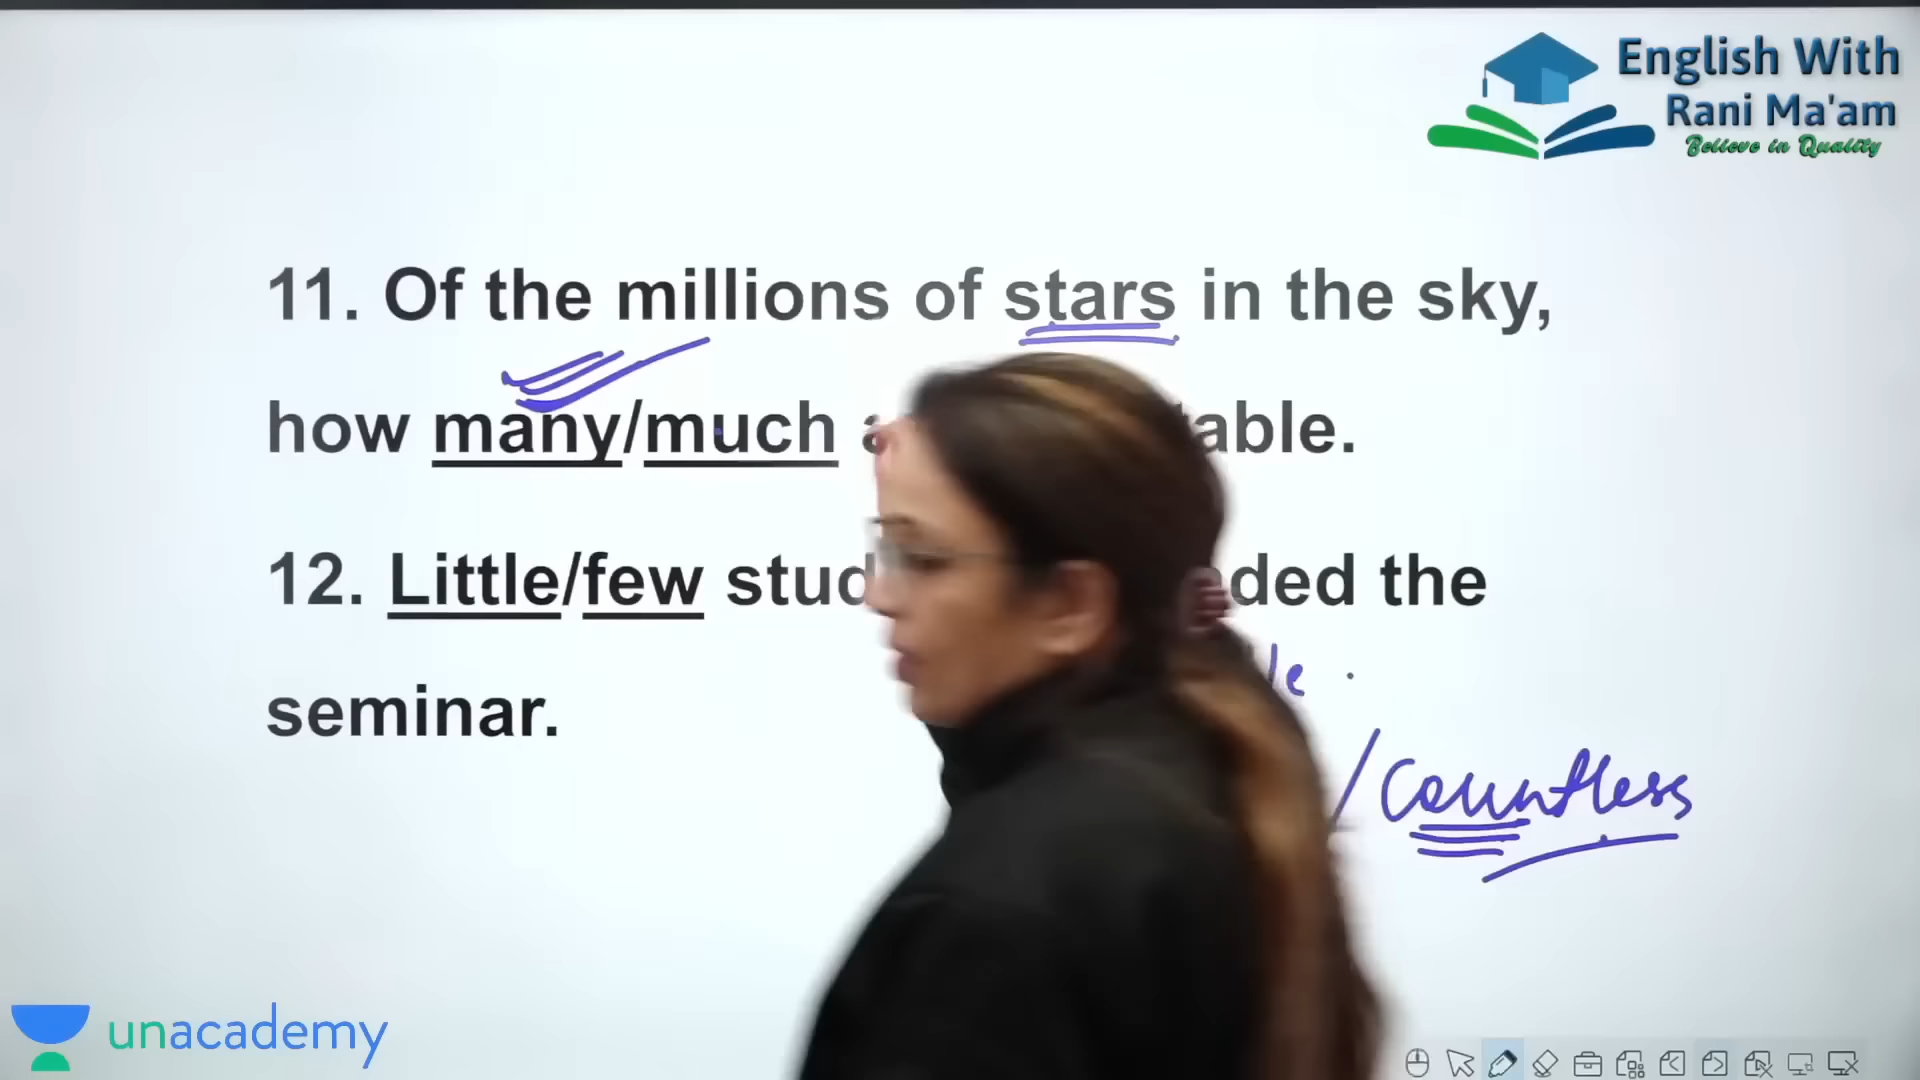 English With
Rani Ma'am
Believe in Quality
11. Of the millions of stars in the sky,
how many/much able.
12. Little/few stud ded the
le .
seminar.
/Countless
unacademy